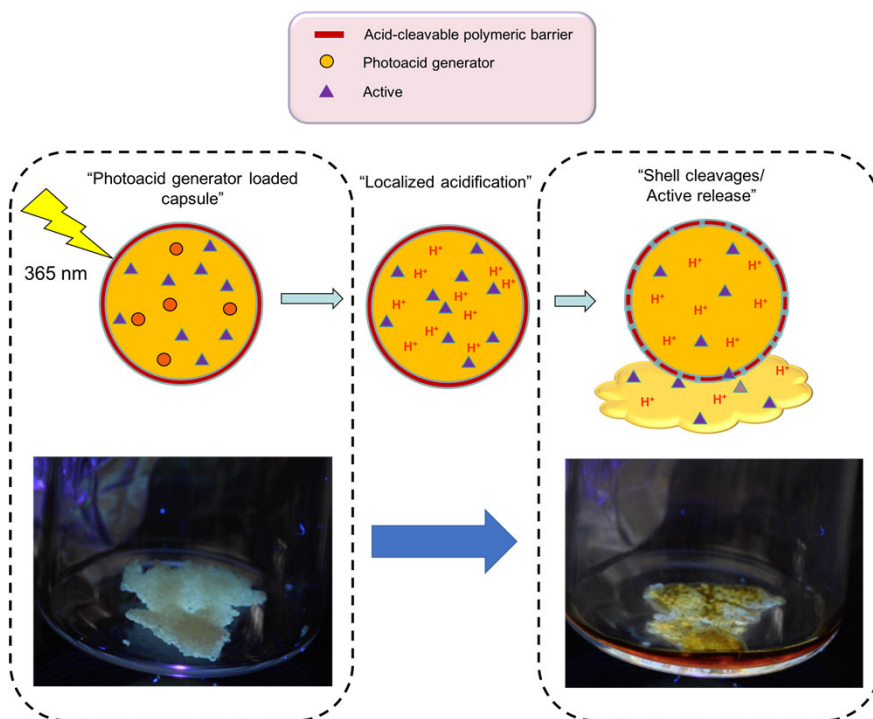 Acid-cleavable polymeric barrier
Photoacid generator
Active
“Photoacid generator loaded
capsule”
365 nm
“Localized acidification”
H⁺
H⁺
H⁺
H⁺
H⁺
H⁺
H⁺
H⁺
H⁺
H⁺
H⁺
“Shell cleavages/
Active release”
H⁺
H⁺
H⁺
H⁺
H⁺
H⁺
H⁺
H⁺
H⁺
H⁺